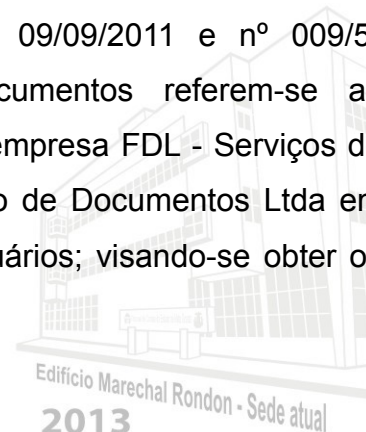 09/09/2011 e nº 009/5
cumentos referem-se a
empresa FDL - Serviços d
o de Documentos Ltda e
uários; visando-se obter o
Edifício Marechal Rondon - Sede atual
2013